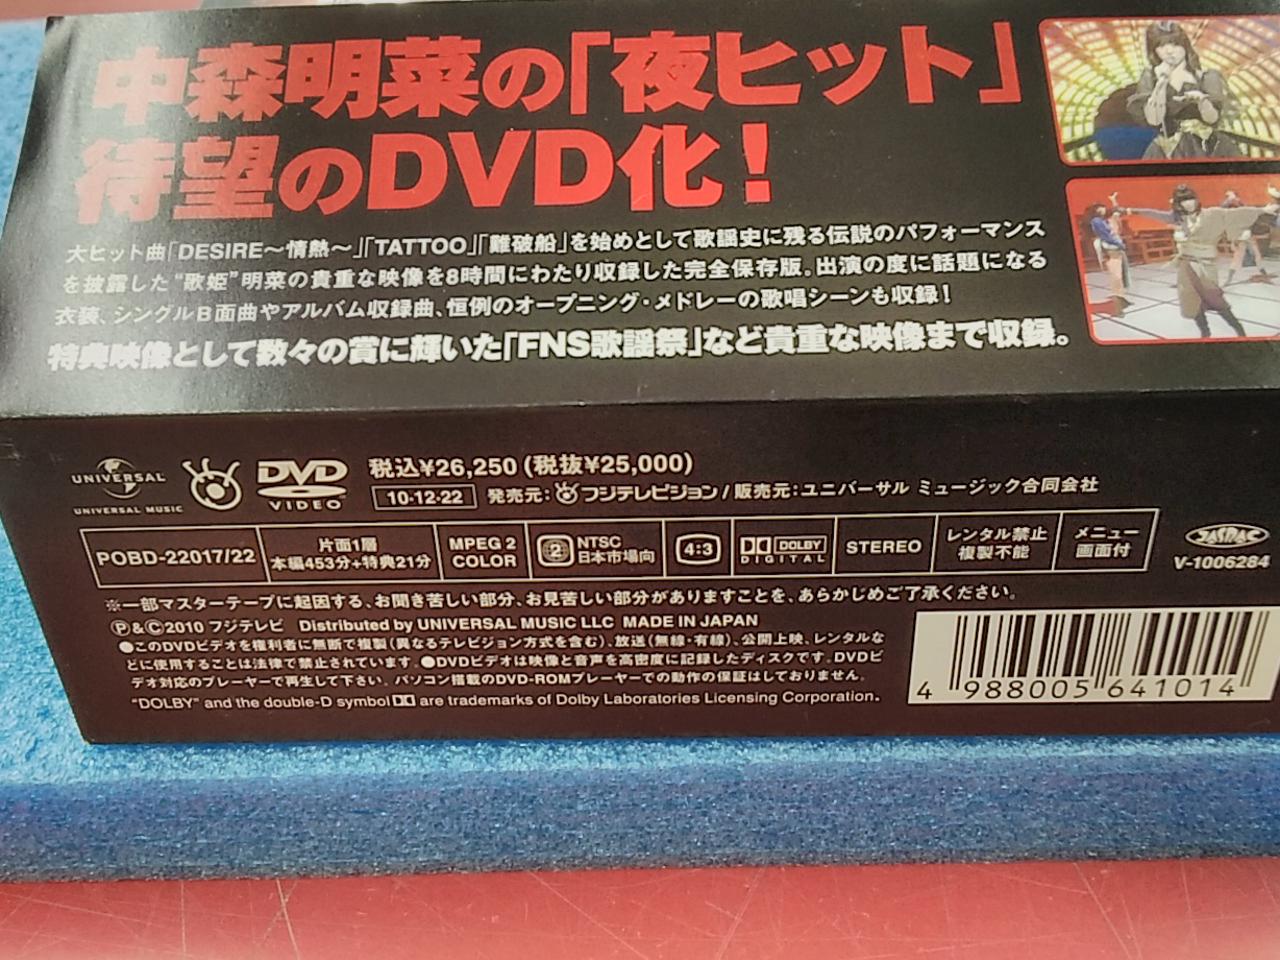 中森明菜の「夜ヒット」
待望のDVD化!
大ヒット曲「DESIRE～情熱～」「TATTOO」「難破船」を始めとして歌謡史に残る伝説のパフォーマンス
を披露した“歌姫”明菜の貴重な映像を8時間にわたり収録した完全保存版。出演の度に話題になる
衣装、シングルB面曲やアルバム収録曲、恒例のオープニング・メドレーの歌唱シーンも収録!
特典映像として数々の賞に輝いた「FNS歌謡祭」など貴重な映像まで収録。
UNIVERSAL
UNIVERSAL MUSIC
DVD
VIDEO
税込¥26,250(税抜¥25,000)
10・12・22 発売元:フジテレビジョン/販売元:ユニバーサル ミュージック合同会社
POBD-22017/22
片面1層
本編453分+特典21分
MPEG 2
COLOR
2 NTSC
日本市場向
4:3
DOLBY
DIGITAL
STEREO
レンタル禁止
複製不能
メニュー
画面付
JASRAC
V-1006284
※一部マスターテープに起因する、お聞き苦しい部分、お見苦しい部分がありますことを、あらかじめご了承ください。
Ⓟ&©2010 フジテレビ Distributed by UNIVERSAL MUSIC LLC MADE IN JAPAN
●このDVDビデオを権利者に無断で複製(異なるテレビジョン方式を含む)、放送(無線・有線)、公開上映、レンタルな
どに使用することは法律で禁止されています。●DVDビデオは映像と音声を高密度に記録したディスクです。DVDビ
デオ対応のプレーヤーで再生して下さい。パソコン搭載のDVD-ROMプレーヤーでの動作の保証はしておりません。
“DOLBY” and the double-D symbol are trademarks of Dolby Laboratories Licensing Corporation.
4 988005 641014